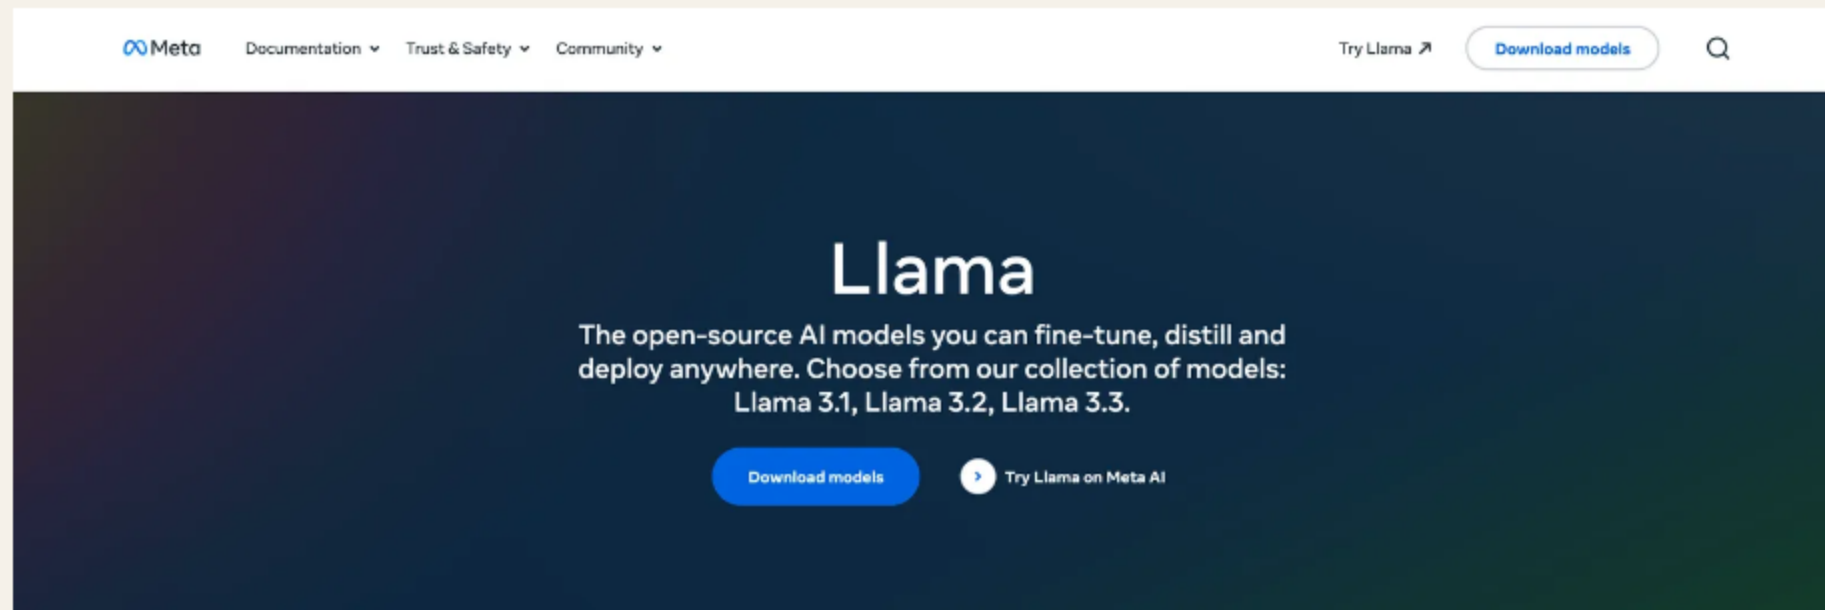 Meta
Documentation
Trust & Safety
Community
Try Llama
Download models
Llama
The open-source AI models you can fine-tune, distill and
deploy anywhere. Choose from our collection of models:
Llama 3.1, Llama 3.2, Llama 3.3.
Download models
Try Llama on Meta AI